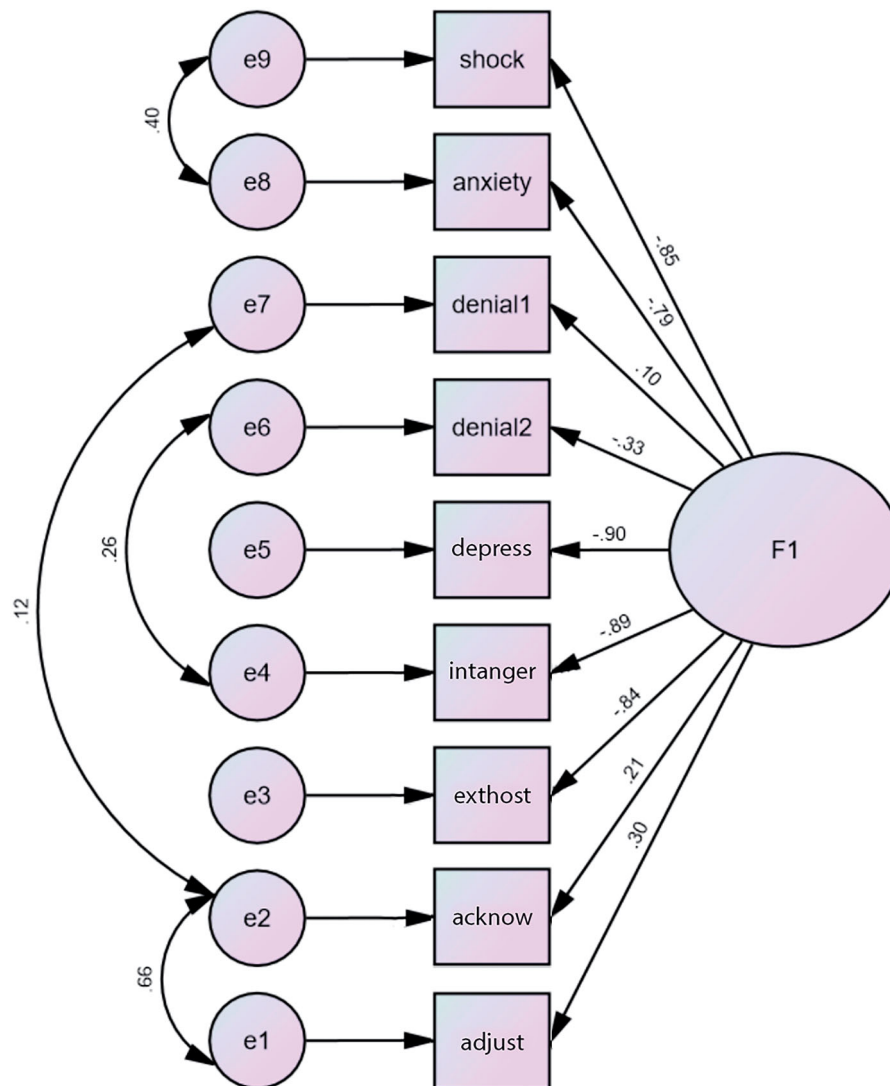 e9
shock
.40
e8
anxiety
-.85
-.79
e7
denial1
.10
e6
denial2
-.33
.26
e5
depress
-.90
F1
.12
e4
intanger
-.89
-.84
e3
exthost
.21
.30
e2
acknow
.66
e1
adjust